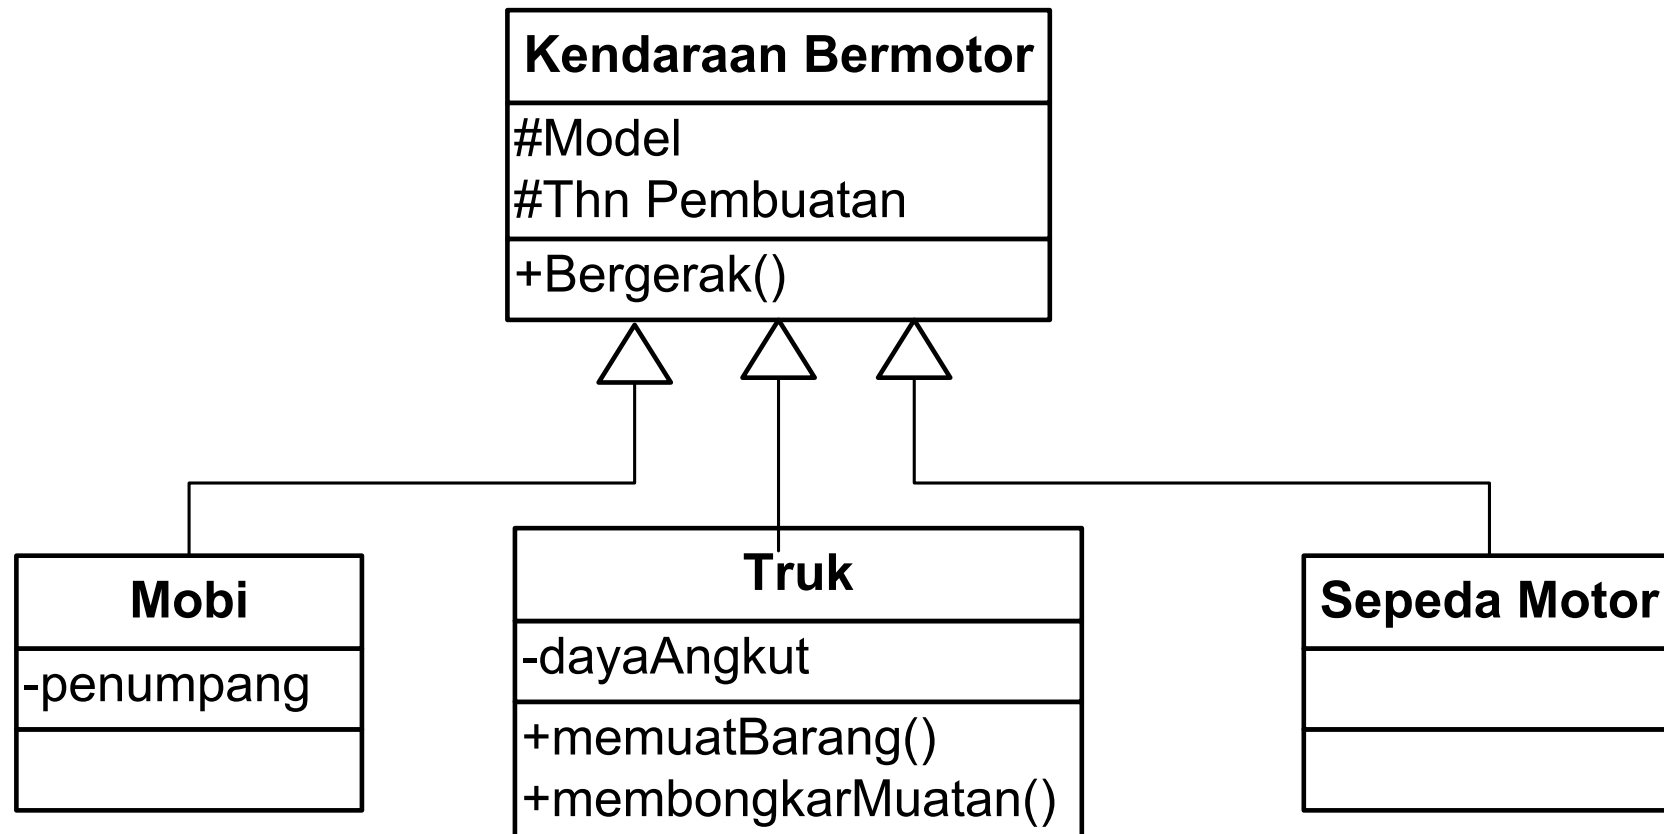 Kendaraan Bermotor
#Model
#Thn Pembuatan
+Bergerak()
Mobi
-penumpang
Truk
-dayaAngkut
+memuatBarang()
+membongkarMuatan()
Sepeda Motor